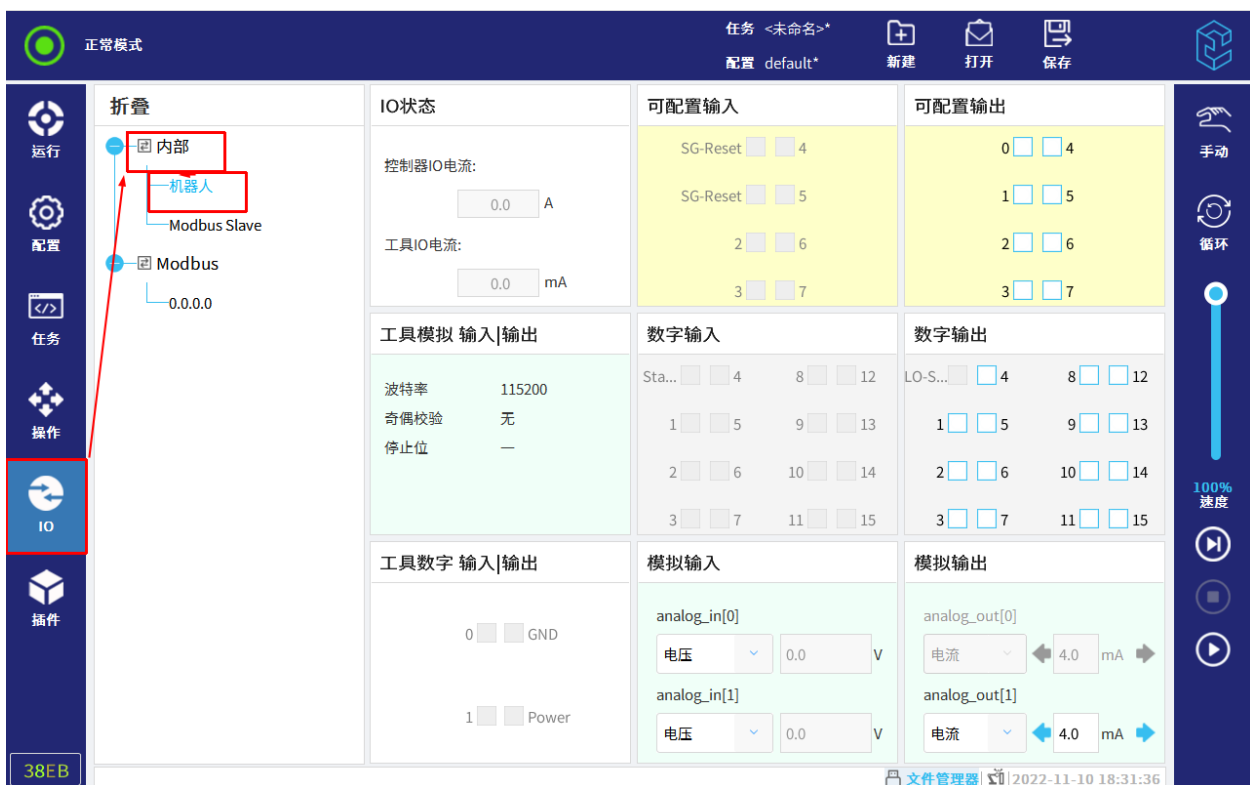 正常模式
任务 <未命名>*
配置 default*
新建
打开
保存
运行
配置
任务
操作
IO
插件
38EB
折叠
内部
机器人
Modbus Slave
Modbus
0.0.0.0
IO状态
控制器IO电流:
0.0 A
工具IO电流:
0.0 mA
可配置输入
SG-Reset 4
SG-Reset 5
2 6
3 7
可配置输出
0 4
1 5
2 6
3 7
工具模拟 输入|输出
波特率 115200
奇偶校验 无
停止位 —
数字输入
Sta... 4 8 12
1 5 9 13
2 6 10 14
3 7 11 15
数字输出
LO-S... 4 8 12
1 5 9 13
2 6 10 14
3 7 11 15
工具数字 输入|输出
0 GND
1 Power
模拟输入
analog_in[0]
电压 0.0 V
analog_in[1]
电压 0.0 V
模拟输出
analog_out[0]
电流 4.0 mA
analog_out[1]
电流 4.0 mA
手动
循环
100%
速度
文件管理器 2022-11-10 18:31:36